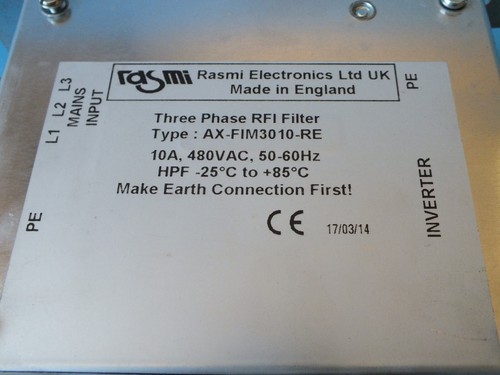 rasmi Rasmi Electronics Ltd UK
Made in England
Three Phase RFI Filter
Type : AX-FIM3010-RE
10A, 480VAC, 50-60Hz
HPF -25°C to +85°C
Make Earth Connection First!
CE 17/03/14
L1 L2 L3
MAINS
INPUT
PE
PE
INVERTER